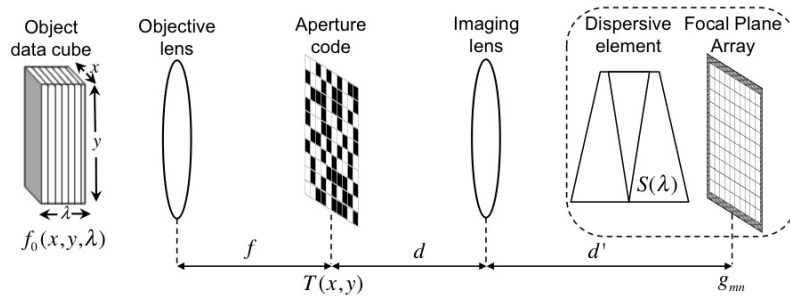 Object
data cube
Objective
lens
Aperture
code
Imaging
lens
Dispersive
element
Focal Plane
Array
x
y
λ
S(λ)
f₀(x,y,λ)
f
d
d'
T(x,y)
gₘₙ